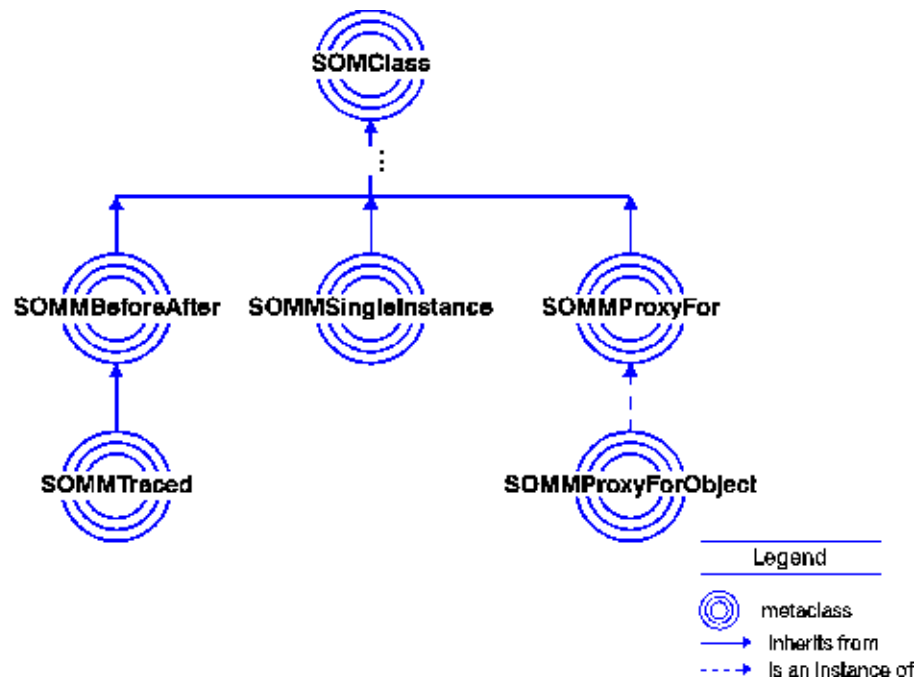 SOMClass
SOMMBeforeAfter
SOMMSingleInstance
SOMMProxyFor
SOMMTraced
SOMMProxyForObject
Legend
metaclass
Inherits from
Is an Instance of